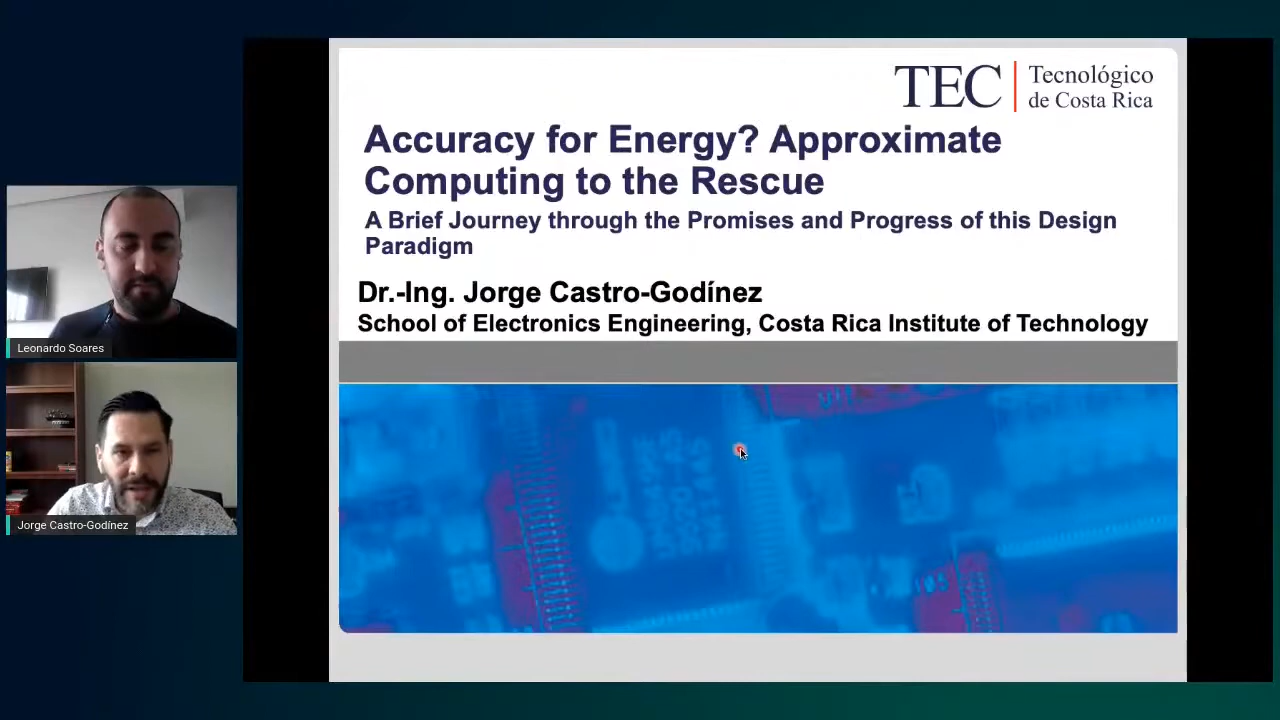 TEC
Tecnológico
de Costa Rica
Accuracy for Energy? Approximate
Computing to the Rescue
A Brief Journey through the Promises and Progress of this Design
Paradigm
Dr.-Ing. Jorge Castro-Godínez
School of Electronics Engineering, Costa Rica Institute of Technology
Leonardo Soares
Jorge Castro-Godínez